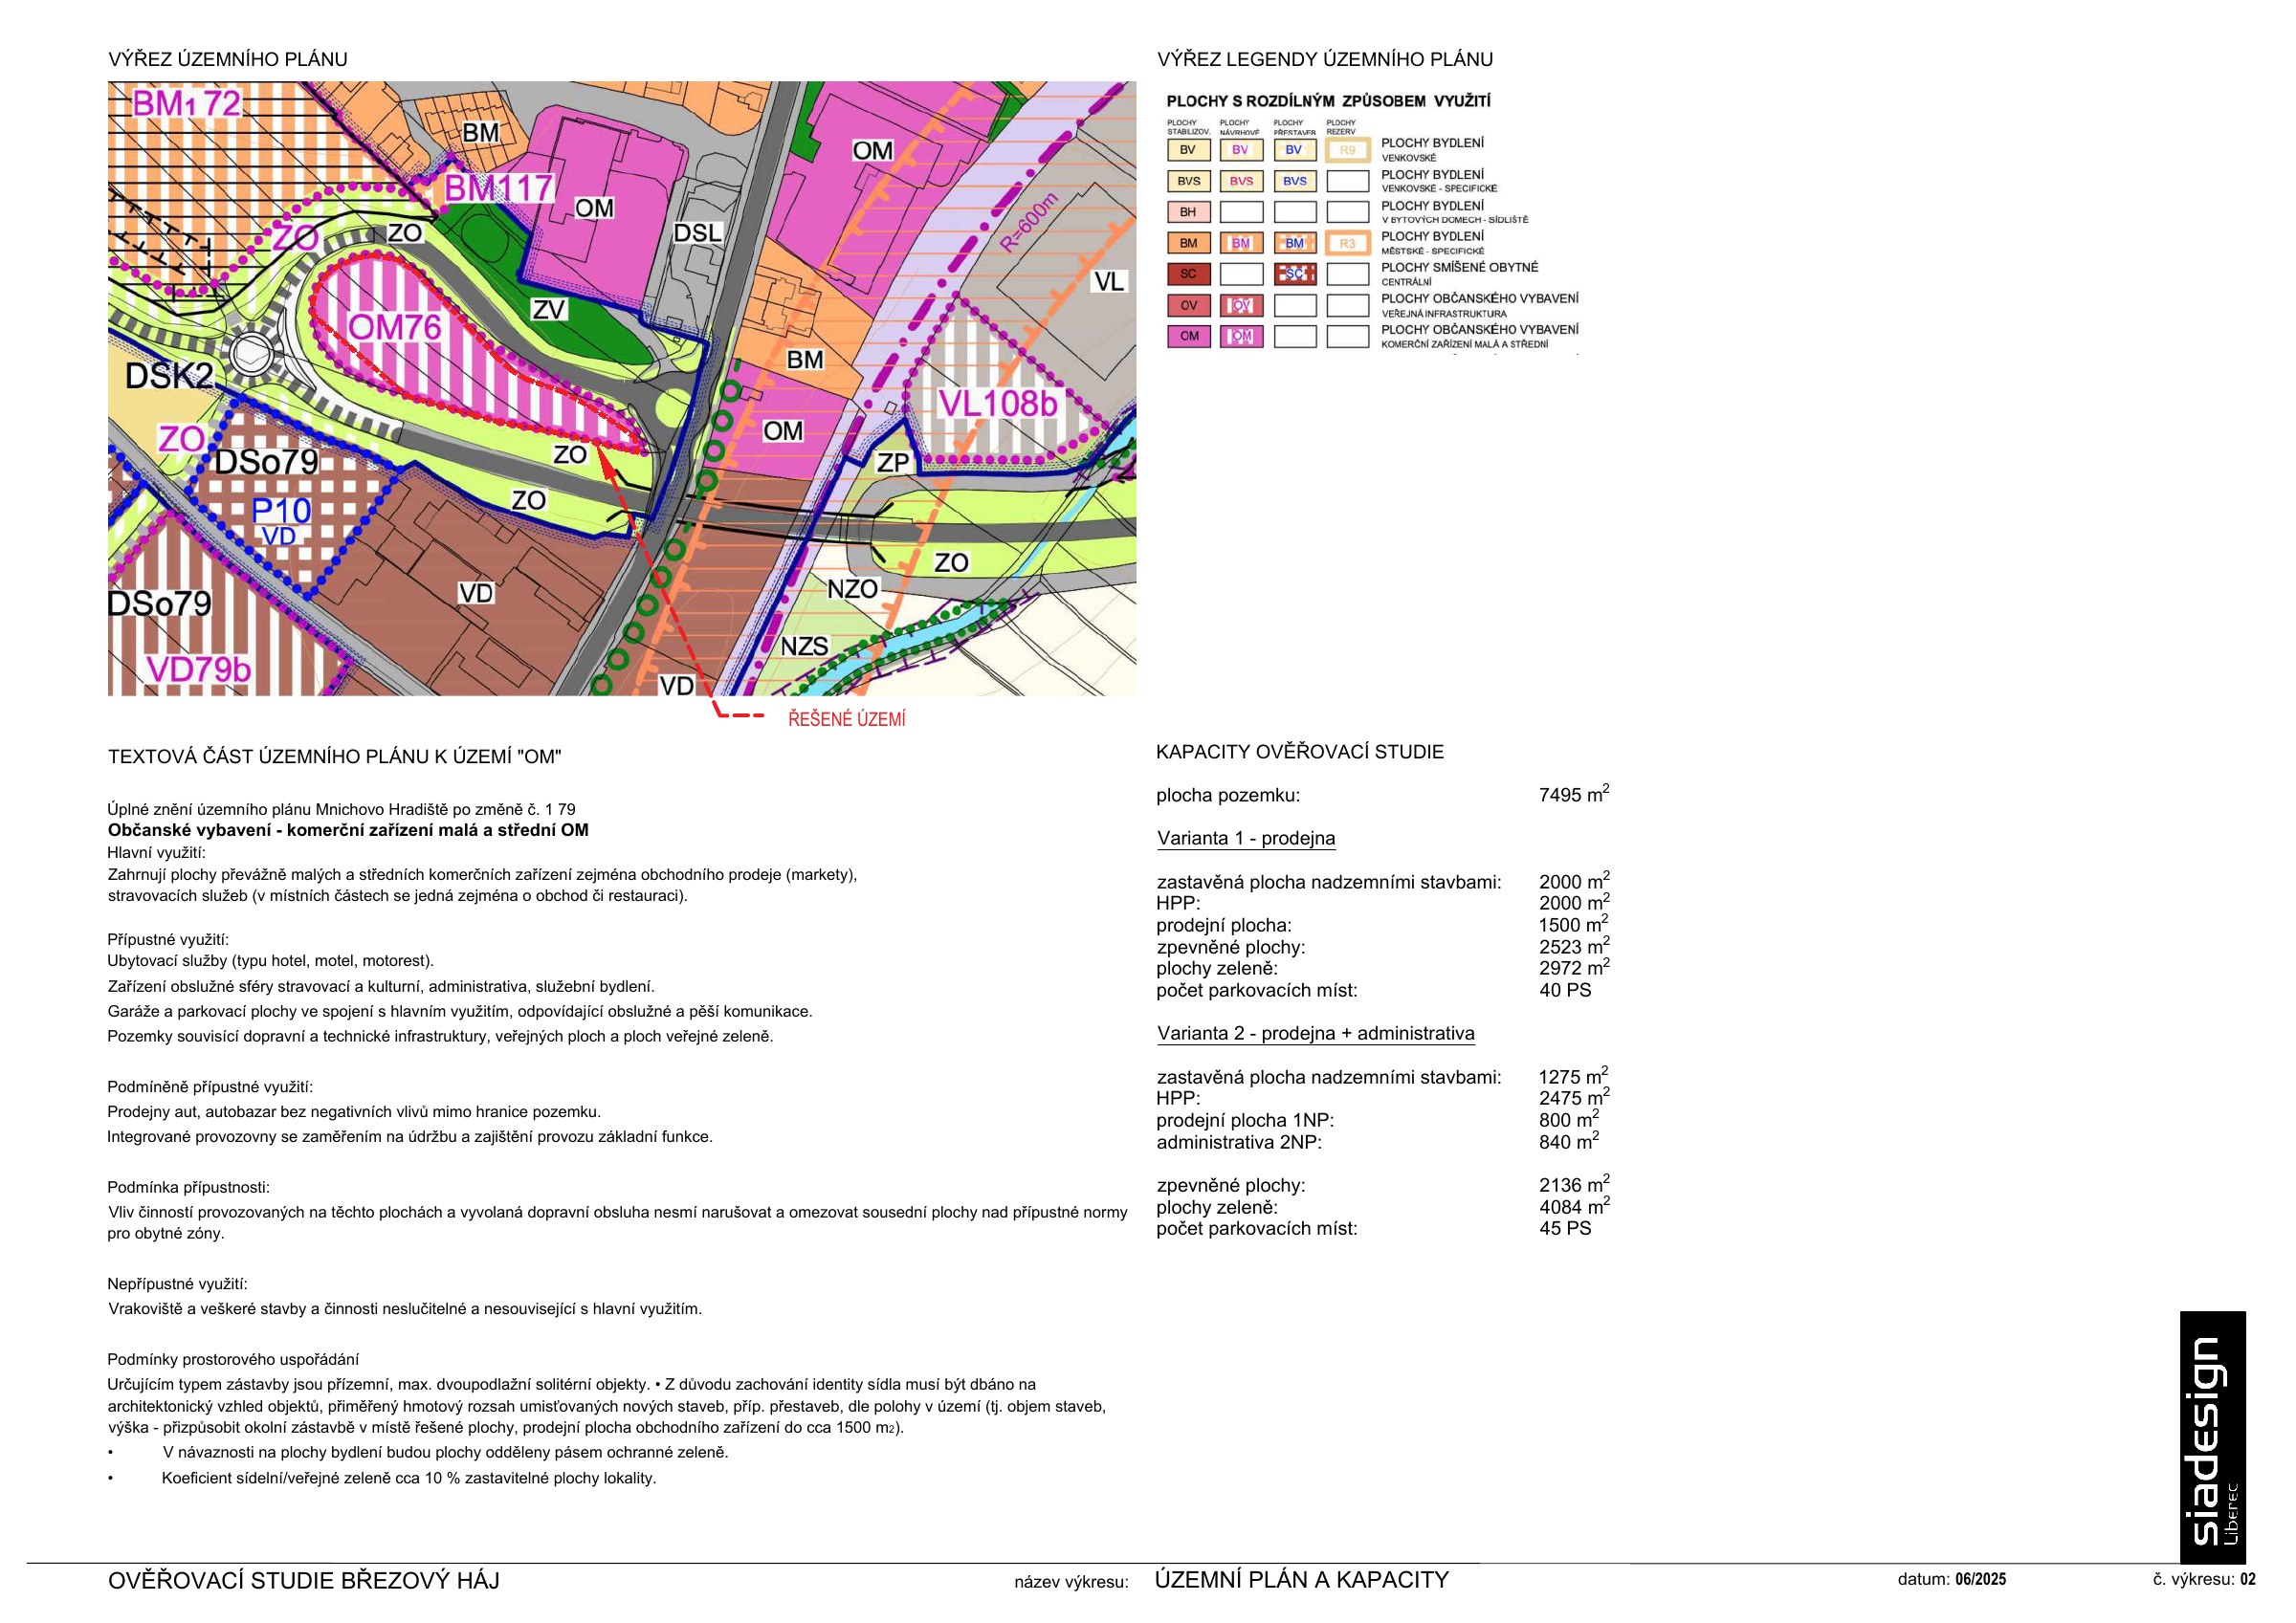 VÝŘEZ ÚZEMNÍHO PLÁNU
BM1 72
BM
BM117
OM
OM
DSL
ZO
ZO
ZV
OM76
R=600m
VL
BM
DSK2
VL108b
ZO
OM
DSo79
ZO
ZP
P10
VD
ZO
ZO
VD
NZO
DSo79
NZS
VD79b
VD
ŘEŠENÉ ÚZEMÍ
VÝŘEZ LEGENDY ÚZEMNÍHO PLÁNU
PLOCHY S ROZDÍLNÝM ZPŮSOBEM VYUŽITÍ
PLOCHY STABILIZOV. PLOCHY NÁVRHOVÉ PLOCHY PŘESTAVEB PLOCHY REZERV
BV BV BV R9 PLOCHY BYDLENÍ
VENKOVSKÉ
BVS BVS BVS PLOCHY BYDLENÍ
VENKOVSKÉ - SPECIFICKÉ
BH PLOCHY BYDLENÍ
V BYTOVÝCH DOMECH - SÍDLIŠTĚ
BM BM BM R3 PLOCHY BYDLENÍ
MĚSTSKÉ - SPECIFICKÉ
SC SC PLOCHY SMÍŠENÉ OBYTNÉ
CENTRÁLNÍ
OV OV PLOCHY OBČANSKÉHO VYBAVENÍ
VEŘEJNÁ INFRASTRUKTURA
OM OM PLOCHY OBČANSKÉHO VYBAVENÍ
KOMERČNÍ ZAŘÍZENÍ MALÁ A STŘEDNÍ
TEXTOVÁ ČÁST ÚZEMNÍHO PLÁNU K ÚZEMÍ "OM"
Úplné znění územního plánu Mnichovo Hradiště po změně č. 1 79
Občanské vybavení - komerční zařízení malá a střední OM
Hlavní využití:
Zahrnují plochy převážně malých a středních komerčních zařízení zejména obchodního prodeje (markety),
stravovacích služeb (v místních částech se jedná zejména o obchod či restauraci).
Přípustné využití:
Ubytovací služby (typu hotel, motel, motorest).
Zařízení obslužné sféry stravovací a kulturní, administrativa, služební bydlení.
Garáže a parkovací plochy ve spojení s hlavním využitím, odpovídající obslužné a pěší komunikace.
Pozemky souvisící dopravní a technické infrastruktury, veřejných ploch a ploch veřejné zeleně.
Podmíněně přípustné využití:
Prodejny aut, autobazar bez negativních vlivů mimo hranice pozemku.
Integrované provozovny se zaměřením na údržbu a zajištění provozu základní funkce.
Podmínka přípustnosti:
Vliv činností provozovaných na těchto plochách a vyvolaná dopravní obsluha nesmí narušovat a omezovat sousední plochy nad přípustné normy
pro obytné zóny.
Nepřípustné využití:
Vrakoviště a veškeré stavby a činnosti neslučitelné a nesouvisející s hlavní využitím.
Podmínky prostorového uspořádání
Určujícím typem zástavby jsou přízemní, max. dvoupodlažní solitérní objekty. • Z důvodu zachování identity sídla musí být dbáno na
architektonický vzhled objektů, přiměřený hmotový rozsah umisťovaných nových staveb, příp. přestaveb, dle polohy v území (tj. objem staveb,
výška - přizpůsobit okolní zástavbě v místě řešené plochy, prodejní plocha obchodního zařízení do cca 1500 m2).
• V návaznosti na plochy bydlení budou plochy odděleny pásem ochranné zeleně.
• Koeficient sídelní/veřejné zeleně cca 10 % zastavitelné plochy lokality.
KAPACITY OVĚŘOVACÍ STUDIE
plocha pozemku: 7495 m²
Varianta 1 - prodejna
zastavěná plocha nadzemními stavbami: 2000 m²
HPP: 2000 m²
prodejní plocha: 1500 m²
zpevněné plochy: 2523 m²
plochy zeleně: 2972 m²
počet parkovacích míst: 40 PS
Varianta 2 - prodejna + administrativa
zastavěná plocha nadzemními stavbami: 1275 m²
HPP: 2475 m²
prodejní plocha 1NP: 800 m²
administrativa 2NP: 840 m²
zpevněné plochy: 2136 m²
plochy zeleně: 4084 m²
počet parkovacích míst: 45 PS
siadesign
Liberec
OVĚŘOVACÍ STUDIE BŘEZOVÝ HÁJ
název výkresu: ÚZEMNÍ PLÁN A KAPACITY
datum: 06/2025
č. výkresu: 02